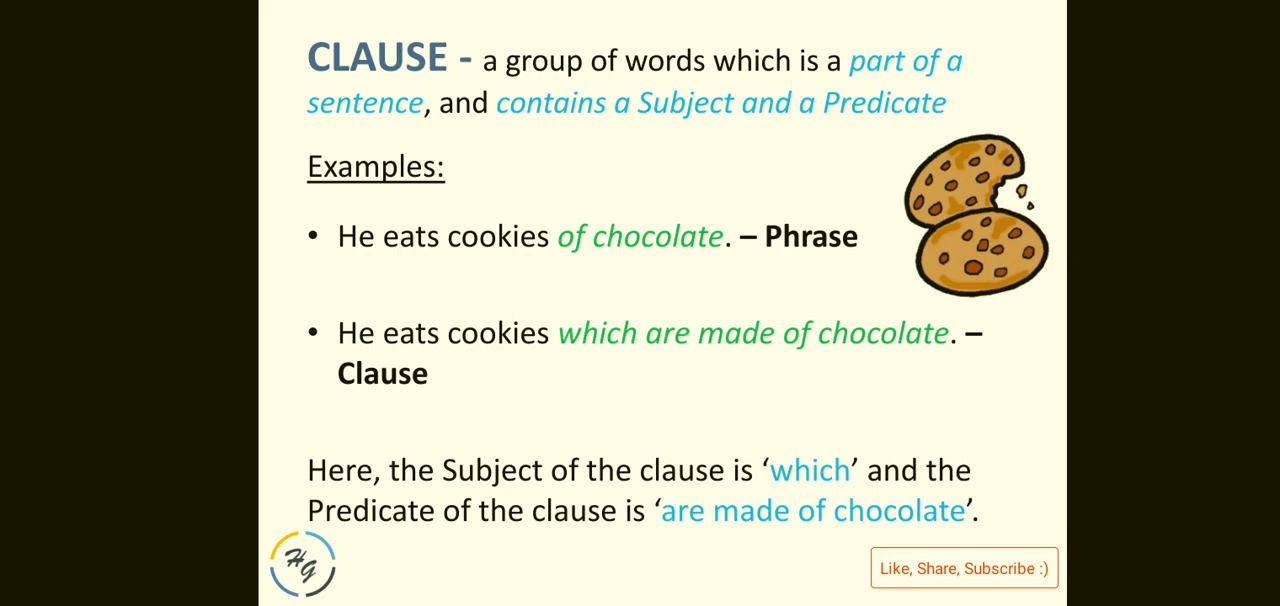 CLAUSE - a group of words which is a part of a
sentence, and contains a Subject and a Predicate
Examples:
• He eats cookies of chocolate. – Phrase
• He eats cookies which are made of chocolate. –
Clause
Here, the Subject of the clause is ‘which’ and the
Predicate of the clause is ‘are made of chocolate’.
HG
Like, Share, Subscribe :)